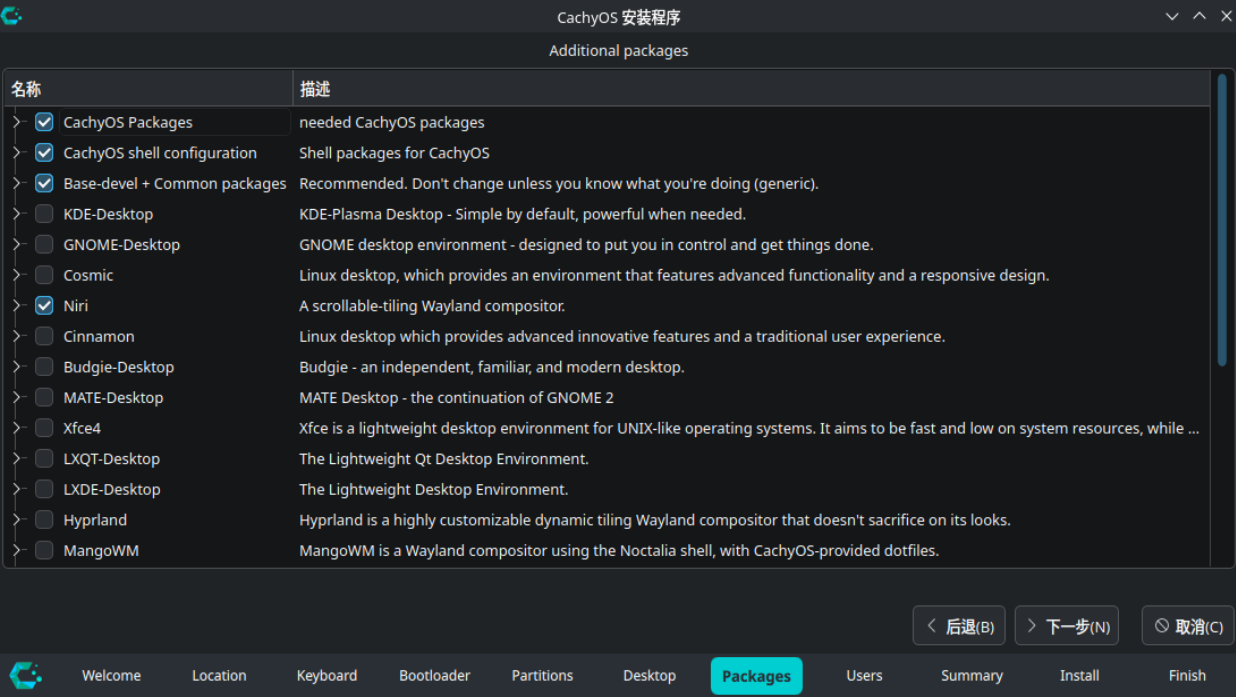 CachyOS 安装程序
Additional packages
名称 描述
CachyOS Packages needed CachyOS packages
CachyOS shell configuration Shell packages for CachyOS
Base-devel + Common packages Recommended. Don't change unless you know what you're doing (generic).
KDE-Desktop KDE-Plasma Desktop - Simple by default, powerful when needed.
GNOME-Desktop GNOME desktop environment - designed to put you in control and get things done.
Cosmic Linux desktop, which provides an environment that features advanced functionality and a responsive design.
Niri A scrollable-tiling Wayland compositor.
Cinnamon Linux desktop which provides advanced innovative features and a traditional user experience.
Budgie-Desktop Budgie - an independent, familiar, and modern desktop.
MATE-Desktop MATE Desktop - the continuation of GNOME 2
Xfce4 Xfce is a lightweight desktop environment for UNIX-like operating systems. It aims to be fast and low on system resources, while ...
LXQT-Desktop The Lightweight Qt Desktop Environment.
LXDE-Desktop The Lightweight Desktop Environment.
Hyprland Hyprland is a highly customizable dynamic tiling Wayland compositor that doesn't sacrifice on its looks.
MangoWM MangoWM is a Wayland compositor using the Noctalia shell, with CachyOS-provided dotfiles.
后退(B) 下一步(N) 取消(C)
Welcome Location Keyboard Bootloader Partitions Desktop Packages Users Summary Install Finish